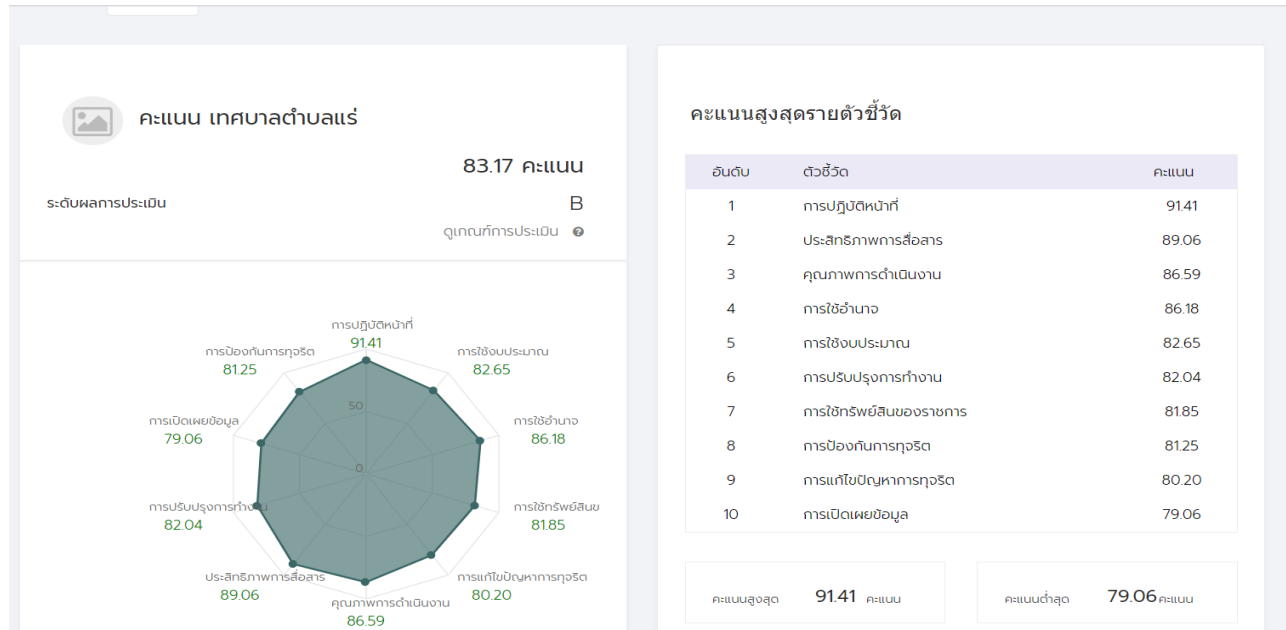 คะแนน เทศบาลตำบลแร่
83.17 คะแนน
ระดับผลการประเมิน B
ดูเกณฑ์การประเมิน ?
การปฏิบัติหน้าที่
91.41
การป้องกันการทุจริต
81.25
การใช้งบประมาณ
82.65
50
การเปิดเผยข้อมูล
79.06
การใช้อำนาจ
86.18
0
การปรับปรุงการทำงาน
82.04
การใช้ทรัพย์สินข
81.85
ประสิทธิภาพการสื่อสาร
89.06
การแก้ไขปัญหาการทุจริต
80.20
คุณภาพการดำเนินงาน
86.59
คะแนนสูงสุดรายตัวชี้วัด
อันดับ ตัวชี้วัด คะแนน
1 การปฏิบัติหน้าที่ 91.41
2 ประสิทธิภาพการสื่อสาร 89.06
3 คุณภาพการดำเนินงาน 86.59
4 การใช้อำนาจ 86.18
5 การใช้งบประมาณ 82.65
6 การปรับปรุงการทำงาน 82.04
7 การใช้ทรัพย์สินของราชการ 81.85
8 การป้องกันการทุจริต 81.25
9 การแก้ไขปัญหาการทุจริต 80.20
10 การเปิดเผยข้อมูล 79.06
คะแนนสูงสุด 91.41 คะแนน
คะแนนต่ำสุด 79.06 คะแนน